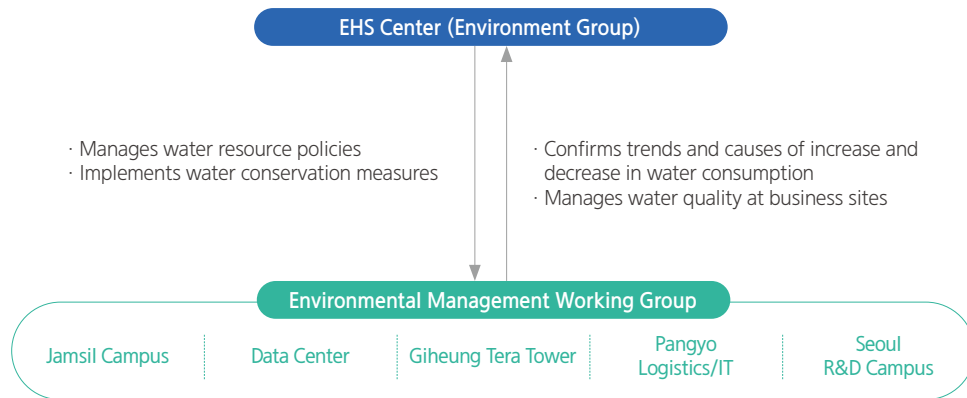 EHS Center (Environment Group)
· Manages water resource policies
· Implements water conservation measures
· Confirms trends and causes of increase and
decrease in water consumption
· Manages water quality at business sites
Environmental Management Working Group
Jamsil Campus
Data Center
Giheung Tera Tower
Pangyo
Logistics/IT
Seoul
R&D Campus